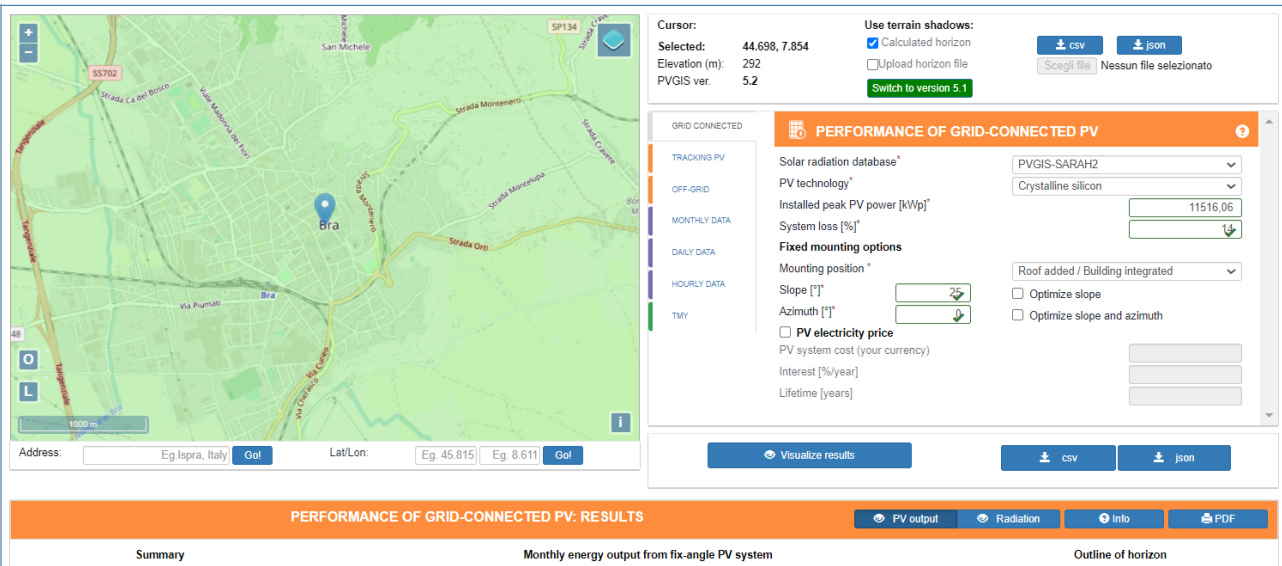 +
−
San Michele
Michele
SP134
SS702
Strada Ca del Bosco
Viale Madonna dei Fiori
Tangenziale
Strada Montenero
Strada Cravere
Strada Montenero
Strada Montelupa
Bra
Strada Orti
Tangenziale
Bra
Via Piumati
48
O
L
Tangenziale
Via Cuneo
Via Cherasco
1000 m
i
Address:
Eg.Ispra, Italy
Go!
Lat/Lon:
Eg. 45.815
Eg. 8.611
Go!
Cursor:
Use terrain shadows:
Selected: 44.698, 7.854
Calculated horizon
csv
json
Elevation (m): 292
Upload horizon file
Scegli file Nessun file selezionato
PVGIS ver. 5.2
Switch to version 5.1
GRID CONNECTED
TRACKING PV
OFF-GRID
MONTHLY DATA
DAILY DATA
HOURLY DATA
TMY
PERFORMANCE OF GRID-CONNECTED PV
?
Solar radiation database*
PVGIS-SARAH2
PV technology*
Crystalline silicon
Installed peak PV power [kWp]*
11516,06
System loss [%]*
14
Fixed mounting options
Mounting position *
Roof added / Building integrated
Slope [°]*
25
Optimize slope
Azimuth [°]*
0
Optimize slope and azimuth
PV electricity price
PV system cost (your currency)
Interest [%/year]
Lifetime [years]
Visualize results
csv
json
PERFORMANCE OF GRID-CONNECTED PV: RESULTS
PV output
Radiation
Info
PDF
Summary
Monthly energy output from fix-angle PV system
Outline of horizon